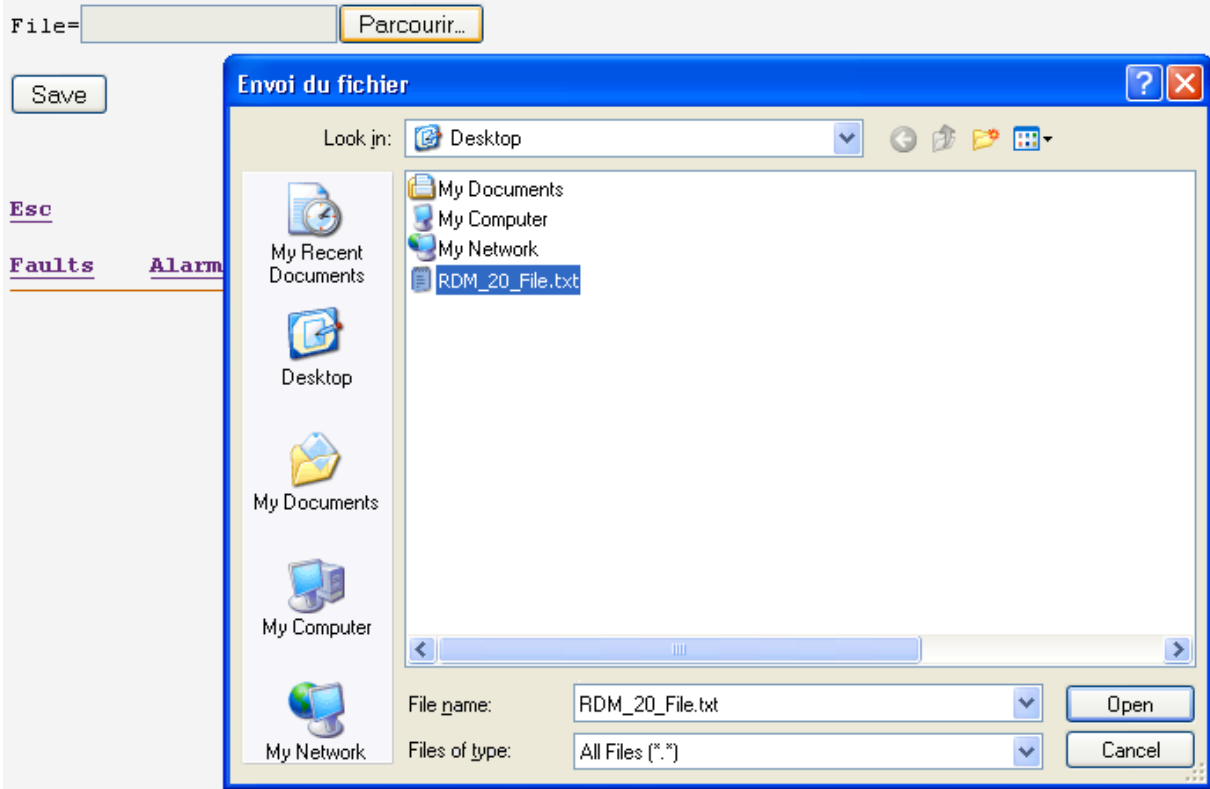 File=
Parcourir...
Save
Esc
Faults Alarm
Envoi du fichier
?
Look in: Desktop
My Recent
Documents
Desktop
My Documents
My Computer
My Network
My Documents
My Computer
My Network
RDM_20_File.txt
File name: RDM_20_File.txt
Open
Files of type: All Files (*.*)
Cancel